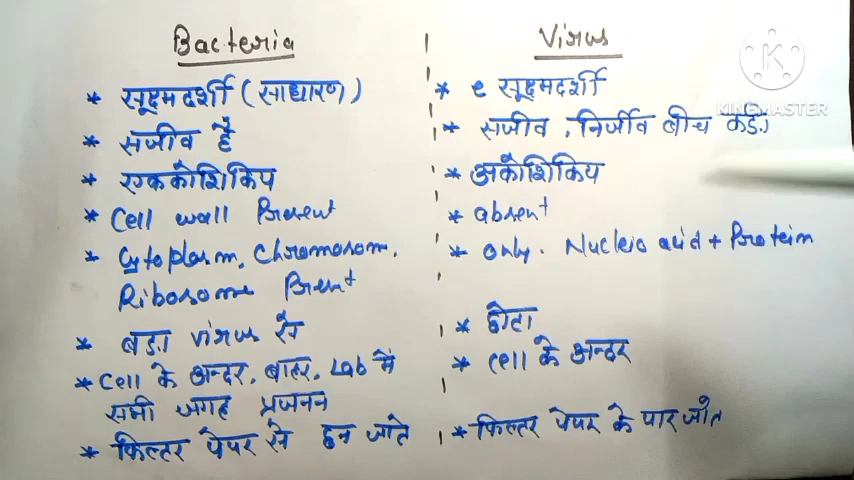 Bacteria
* सूक्ष्मदर्शी (साधारण)
* सजीव है
* एककोशिकिय
* Cell wall Present
* Cytoplasm, Chromosom,
Ribosome Present
* बड़ा virus से
* Cell के अन्दर, बाहर, Lab में
सभी जगह प्रजनन
* फिल्टर पेपर से छन जाते
Virus
* e सूक्ष्मदर्शी
* सजीव, निर्जीव बीच कड़ी
* अकोशिकिय
* absent
* only. Nucleic acid + Protein
* छोटा
* cell के अन्दर
* फिल्टर पेपर के पार जाते
K
KINEMASTER